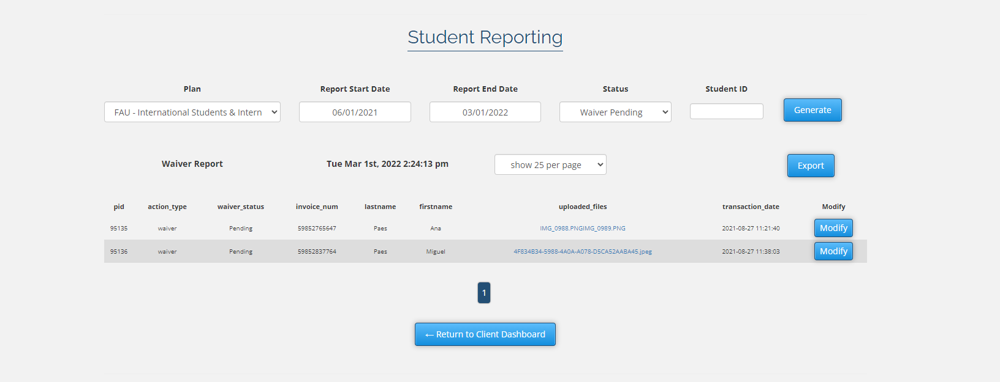 Student Reporting
Plan Report Start Date Report End Date Status Student ID
FAU - International Students & Intern 06/01/2021 03/01/2022 Waiver Pending Generate
Waiver Report Tue Mar 1st, 2022 2:24:13 pm show 25 per page Export
pid action_type waiver_status invoice_num lastname firstname uploaded_files transaction_date Modify
95135 waiver Pending 59852765647 Paes Ana IMG_0988.PNGIMG_0989.PNG 2021-08-27 11:21:40 Modify
95136 waiver Pending 59852837764 Paes Miguel 4F834B34-5988-4A0A-A078-D5CA52AABA45.jpeg 2021-08-27 11:38:03 Modify
1
← Return to Client Dashboard